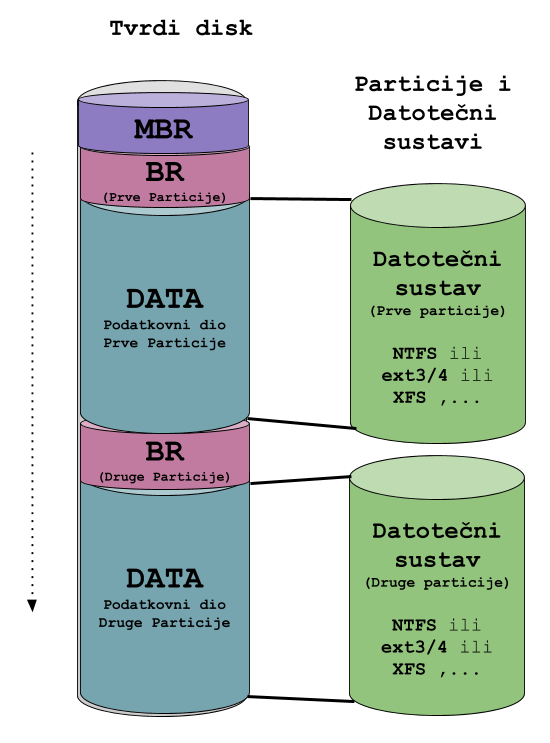 Tvrdi disk
Particije i
Datotečni
sustavi
MBR
BR
(Prve Particije)
DATA
Podatkovni dio
Prve Particije
BR
(Druge Particije)
DATA
Podatkovni dio
Druge Particije
Datotečni
sustav
(Prve particije)
NTFS ili
ext3/4 ili
XFS ,...
Datotečni
sustav
(Druge particije)
NTFS ili
ext3/4 ili
XFS ,...